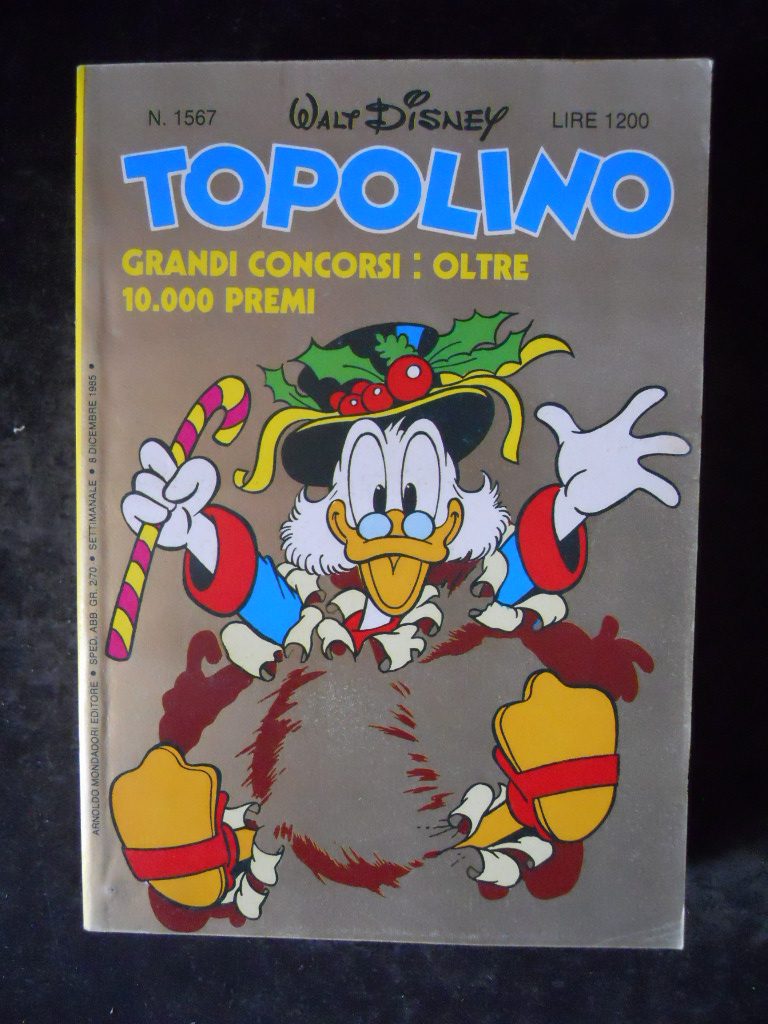 N. 1567
WALT DISNEY
LIRE 1200
TOPOLINO
GRANDI CONCORSI : OLTRE
10.000 PREMI
ARNOLDO MONDADORI EDITORE • SPED. ABB. GR. 2/70 • SETTIMANALE • 8 DICEMBRE 1985 •